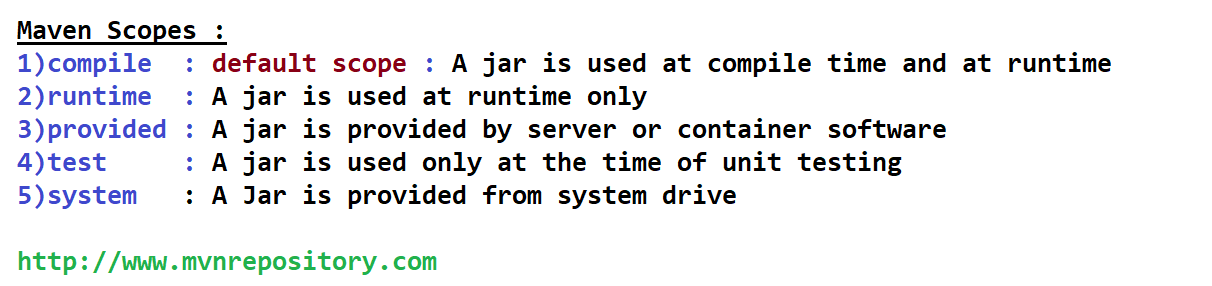 Maven Scopes :
1)compile  : default scope : A jar is used at compile time and at runtime
2)runtime  : A jar is used at runtime only
3)provided : A jar is provided by server or container software
4)test     : A jar is used only at the time of unit testing
5)system   : A Jar is provided from system drive
http://www.mvnrepository.com